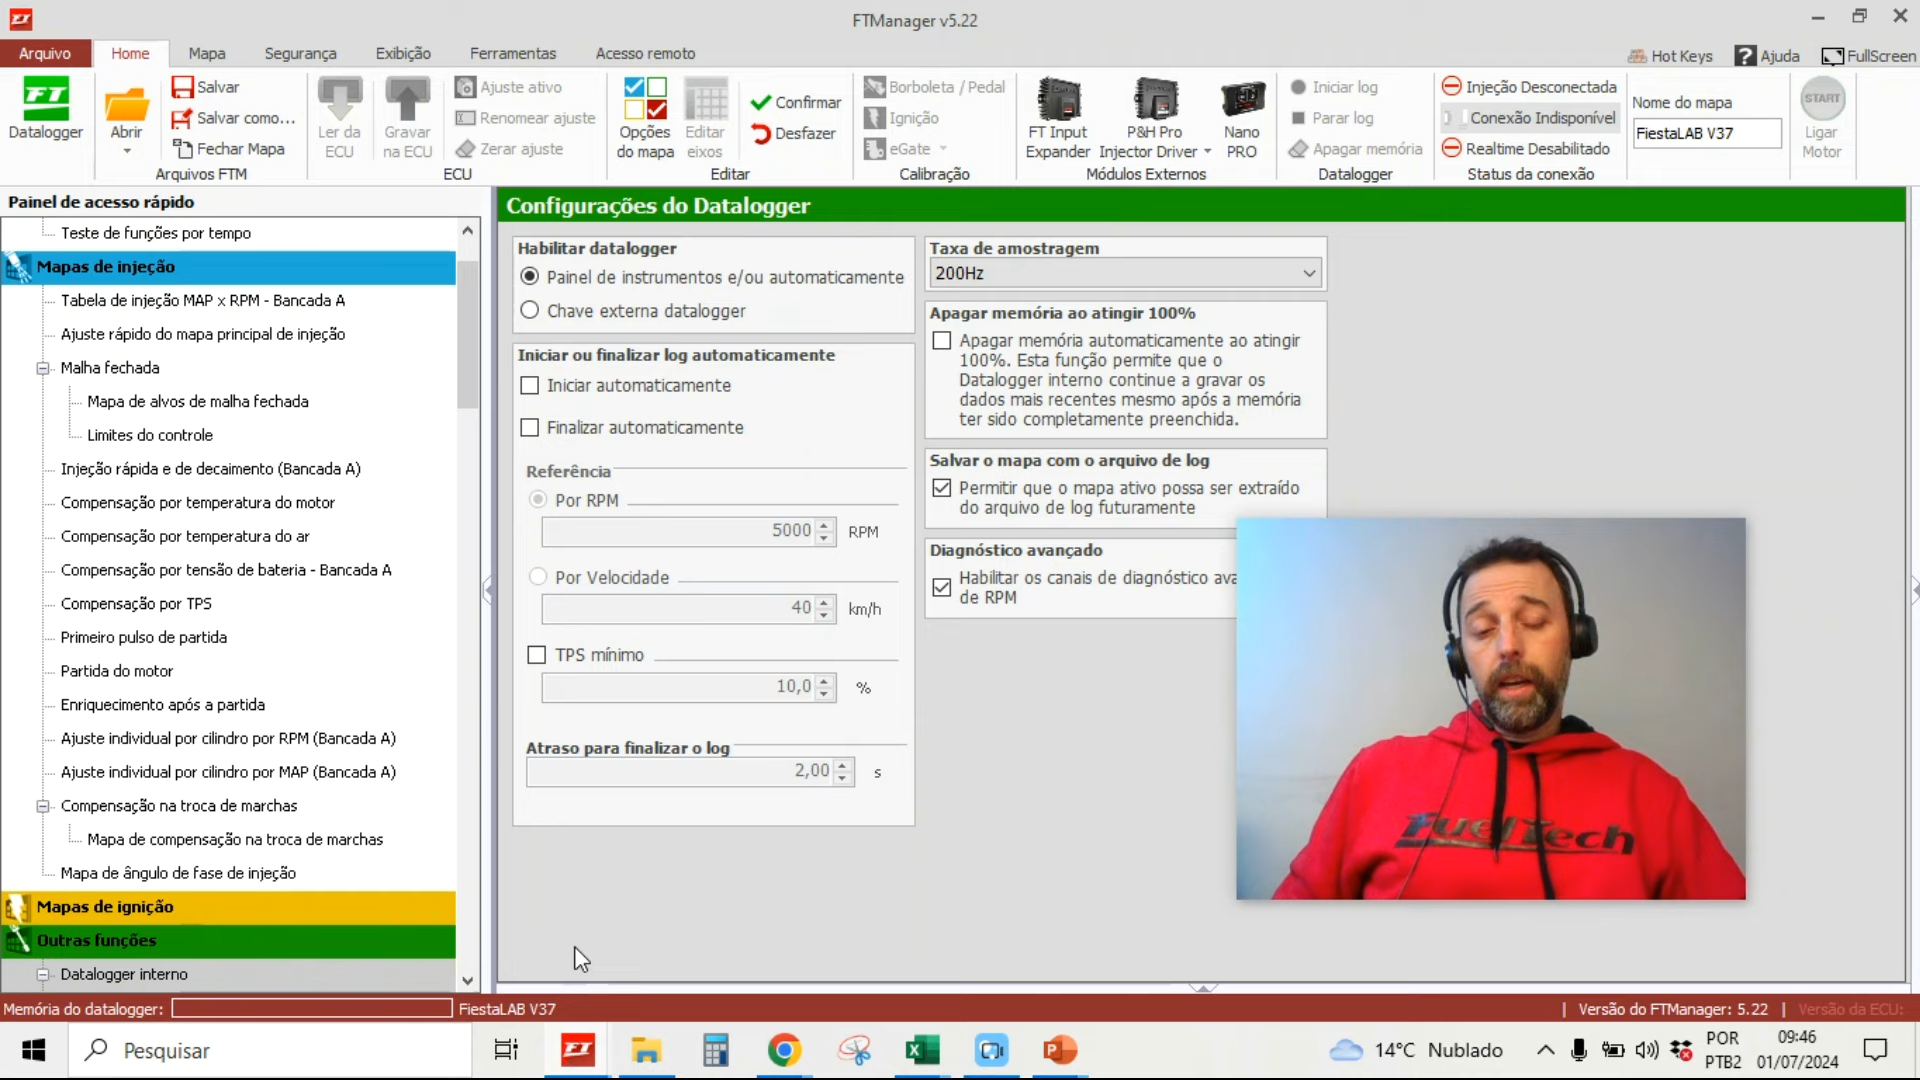 FTManager v5.22
Arquivo
Home
Mapa
Segurança
Exibição
Ferramentas
Acesso remoto
Hot Keys
Ajuda
FullScreen
FT
Datalogger
Abrir
Salvar
Salvar como...
Fechar Mapa
Arquivos FTM
Ler da
ECU
Gravar
na ECU
Ajuste ativo
Renomear ajuste
Zerar ajuste
ECU
Opções
do mapa
Editar
eixos
Confirmar
Desfazer
Editar
Borboleta / Pedal
Ignição
eGate
Calibração
FT Input
Expander
P&H Pro
Injector Driver
Nano
PRO
Módulos Externos
Iniciar log
Parar log
Apagar memória
Datalogger
Injeção Desconectada
Conexão Indisponível
Realtime Desabilitado
Status da conexão
Nome do mapa
FiestaLAB V37
START
Ligar
Motor
Painel de acesso rápido
Teste de funções por tempo
Mapas de injeção
Tabela de injeção MAP x RPM - Bancada A
Ajuste rápido do mapa principal de injeção
Malha fechada
Mapa de alvos de malha fechada
Limites do controle
Injeção rápida e de decaimento (Bancada A)
Compensação por temperatura do motor
Compensação por temperatura do ar
Compensação por tensão de bateria - Bancada A
Compensação por TPS
Primeiro pulso de partida
Partida do motor
Enriquecimento após a partida
Ajuste individual por cilindro por RPM (Bancada A)
Ajuste individual por cilindro por MAP (Bancada A)
Compensação na troca de marchas
Mapa de compensação na troca de marchas
Mapa de ângulo de fase de injeção
Mapas de ignição
Outras funções
Datalogger interno
Configurações do Datalogger
Habilitar datalogger
Painel de instrumentos e/ou automaticamente
Chave externa datalogger
Iniciar ou finalizar log automaticamente
Iniciar automaticamente
Finalizar automaticamente
Referência
Por RPM
5000 RPM
Por Velocidade
40 km/h
TPS mínimo
10,0 %
Atraso para finalizar o log
2,00 s
Taxa de amostragem
200Hz
Apagar memória ao atingir 100%
Apagar memória automaticamente ao atingir
100%. Esta função permite que o
Datalogger interno continue a gravar os
dados mais recentes mesmo após a memória
ter sido completamente preenchida.
Salvar o mapa com o arquivo de log
Permitir que o mapa ativo possa ser extraído
do arquivo de log futuramente
Diagnóstico avançado
Habilitar os canais de diagnóstico ava
de RPM
FuelTech
Memória do datalogger:
FiestaLAB V37
Versão do FTManager: 5.22
Versão da ECU:
Pesquisar
14°C Nublado
POR
PTB2
09:46
01/07/2024